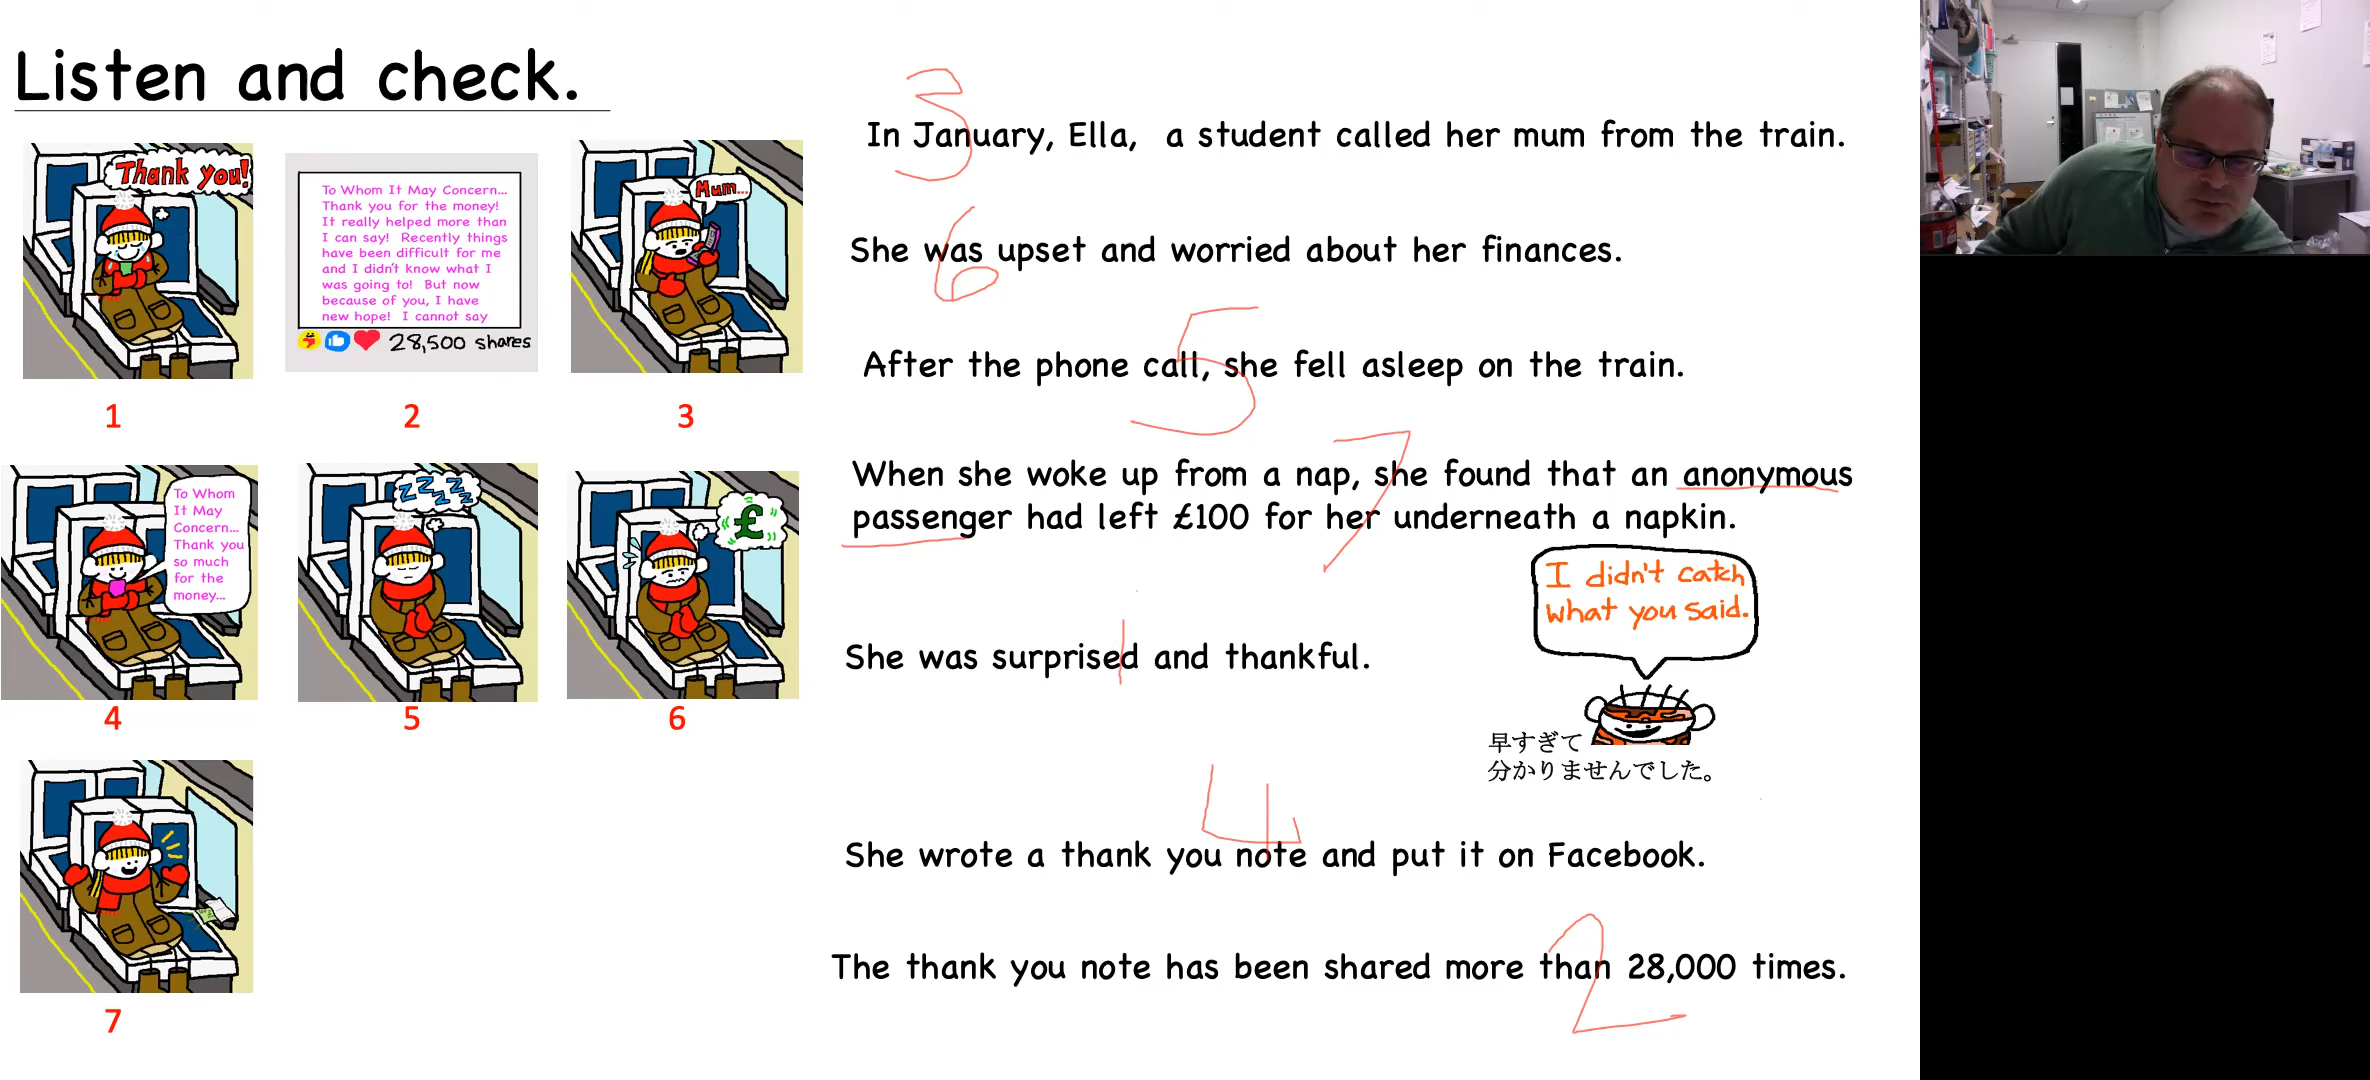 Listen and check.
Thank you!
1
To Whom It May Concern...
Thank you for the money!
It really helped more than
I can say! Recently things
have been difficult for me
and I didn't know what I
was going to! But now
because of you, I have
new hope! I cannot say
28,500 shares
2
Mum...
3
To Whom
It May
Concern...
Thank you
so much
for the
money...
4
ZZZZZ
5
£
6
7
In January, Ella, a student called her mum from the train.
3
She was upset and worried about her finances.
6
After the phone call, she fell asleep on the train.
5
When she woke up from a nap, she found that an anonymous
passenger had left £100 for her underneath a napkin.
7
She was surprised and thankful.
1
I didn't catch
what you said.
早すぎて
分かりませんでした。
She wrote a thank you note and put it on Facebook.
4
The thank you note has been shared more than 28,000 times.
2